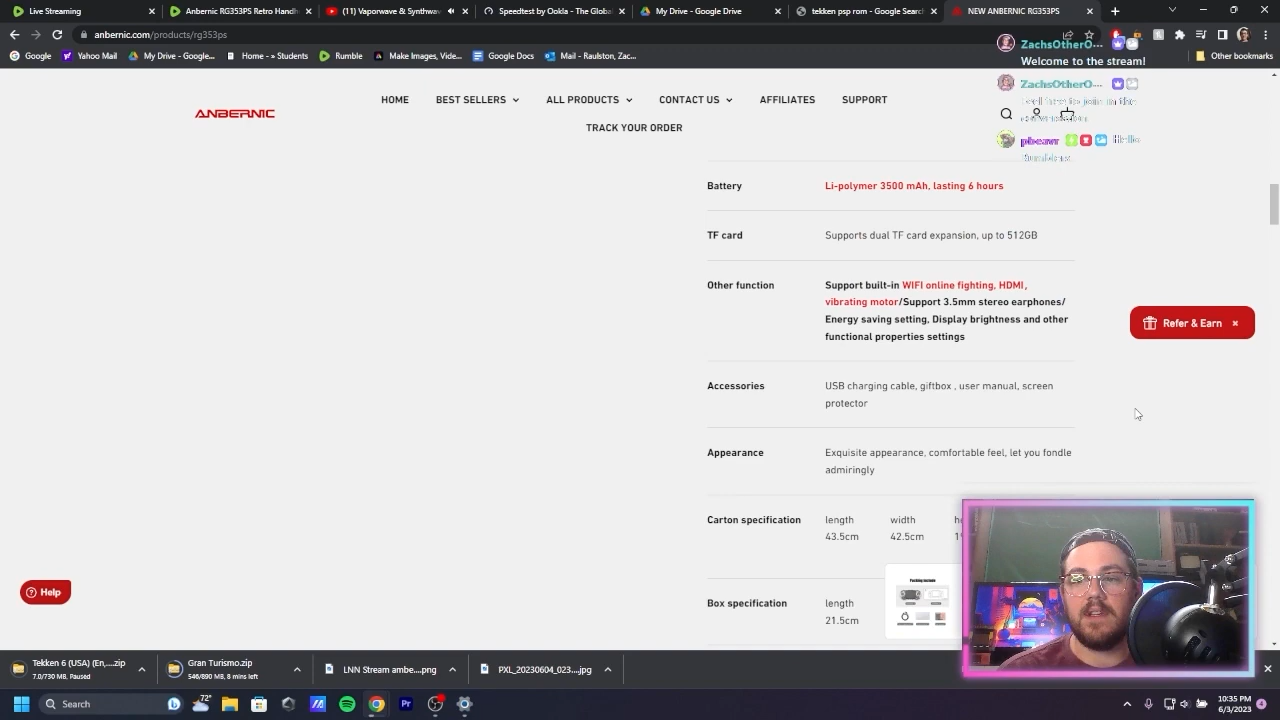 Live Streaming
Anbernic RG353PS Retro Handh
(11) Vaporwave & Synthwav
Speedtest by Ookla - The Global
My Drive - Google Drive
tekken psp rom - Google Search
NEW ANBERNIC RG353PS
anbernic.com/products/rg353ps
Google
Yahoo Mail
My Drive - Google...
Home -> Students
Rumble
Make Images, Vide...
Google Docs
Mail - Raulston, Zac...
Other bookmarks
ZachsOtherO...
Welcome to the stream!
ZachsOtherO...
pbeavr Hello
ANBERNIC
HOME
BEST SELLERS
ALL PRODUCTS
CONTACT US
AFFILIATES
SUPPORT
TRACK YOUR ORDER
Battery
Li-polymer 3500 mAh, lasting 6 hours
TF card
Supports dual TF card expansion, up to 512GB
Other function
Support built-in WIFI online fighting, HDMI,
vibrating motor/Support 3.5mm stereo earphones/
Energy saving setting, Display brightness and other
functional properties settings
Accessories
USB charging cable, giftbox , user manual, screen
protector
Appearance
Exquisite appearance, comfortable feel, let you fondle
admiringly
Carton specification
length width
43.5cm 42.5cm
Box specification
length
21.5cm
Refer & Earn
Help
Packing include
Tekken 6 (USA) (En,....zip
7.0/730 MB, Paused
Gran Turismo.zip
546/890 MB, 8 mins left
LNN Stream ambe....png
PXL_20230604_023....jpg
72°
Search
10:35 PM
6/3/2023
4